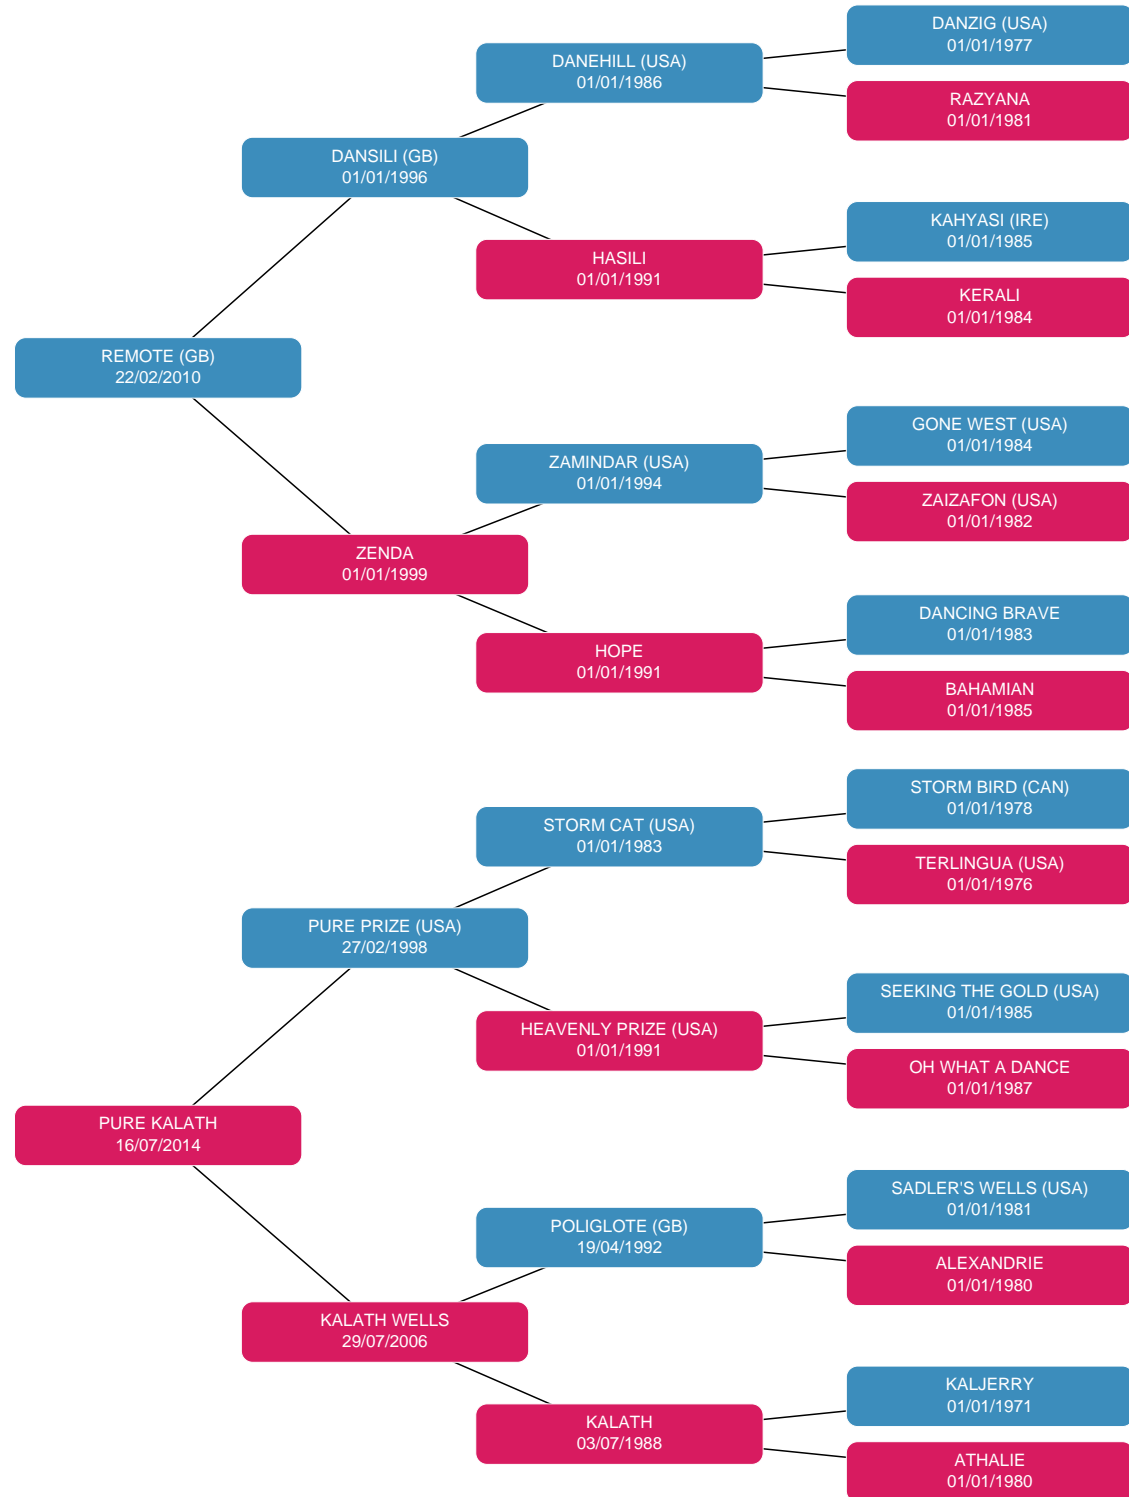 DANZIG (USA)
01/01/1977
DANEHILL (USA)
01/01/1986
RAZYANA
01/01/1981
DANSILI (GB)
01/01/1996
KAHYASI (IRE)
01/01/1985
HASILI
01/01/1991
KERALI
01/01/1984
REMOTE (GB)
22/02/2010
GONE WEST (USA)
01/01/1984
ZAMINDAR (USA)
01/01/1994
ZAIZAFON (USA)
01/01/1982
ZENDA
01/01/1999
DANCING BRAVE
01/01/1983
HOPE
01/01/1991
BAHAMIAN
01/01/1985
STORM BIRD (CAN)
01/01/1978
STORM CAT (USA)
01/01/1983
TERLINGUA (USA)
01/01/1976
PURE PRIZE (USA)
27/02/1998
SEEKING THE GOLD (USA)
01/01/1985
HEAVENLY PRIZE (USA)
01/01/1991
OH WHAT A DANCE
01/01/1987
PURE KALATH
16/07/2014
SADLER'S WELLS (USA)
01/01/1981
POLIGLOTE (GB)
19/04/1992
ALEXANDRIE
01/01/1980
KALATH WELLS
29/07/2006
KALJERRY
01/01/1971
KALATH
03/07/1988
ATHALIE
01/01/1980